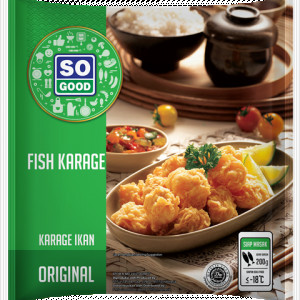 SO
GOOD
FISH KARAGE
KARAGE IKAN
ORIGINAL
SIAP MASAK
200g
≤ -18°C